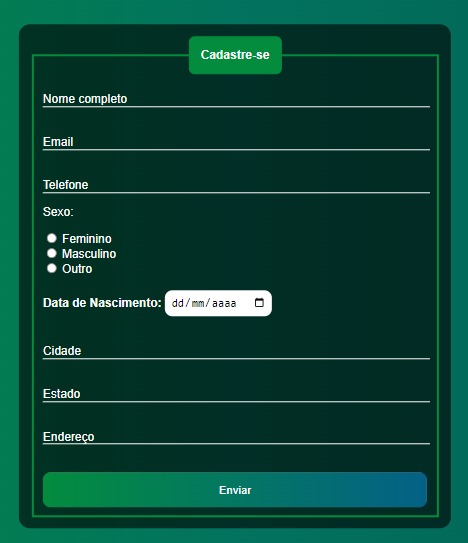 Cadastre-se
Nome completo
Email
Telefone
Sexo:
Feminino
Masculino
Outro
Data de Nascimento: dd/mm/aaaa
Cidade
Estado
Endereço
Enviar